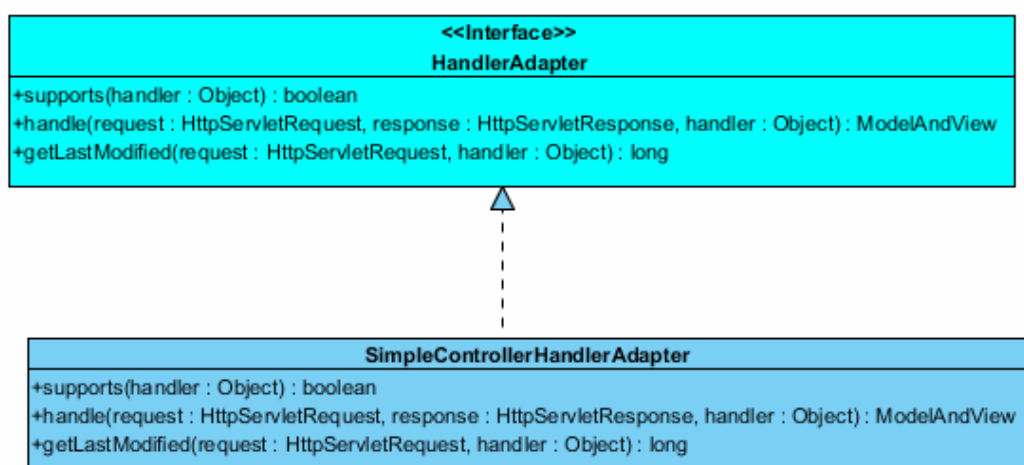 <<Interface>>
HandlerAdapter
+supports(handler : Object) : boolean
+handle(request : HttpServletRequest, response : HttpServletResponse, handler : Object) : ModelAndView
+getLastModified(request : HttpServletRequest, handler : Object) : long
SimpleControllerHandlerAdapter
+supports(handler : Object) : boolean
+handle(request : HttpServletRequest, response : HttpServletResponse, handler : Object) : ModelAndView
+getLastModified(request : HttpServletRequest, handler : Object) : long